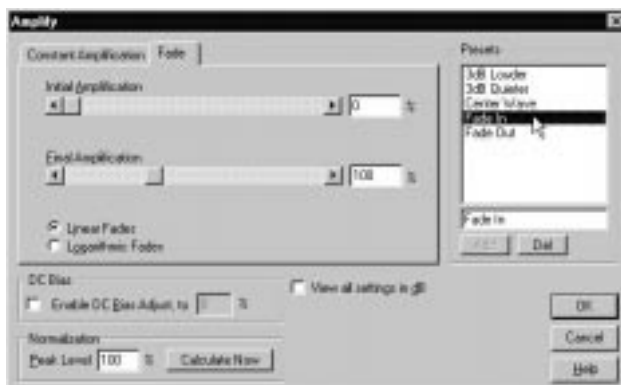 Amplify
Constant Amplification Fade
Presets
Initial Amplification
0 %
3dB Louder
3dB Quieter
Center Wave
Fade In
Fade Out
Final Amplification
100 %
Linear Fades
Logarithmic Fades
Fade In
Add Del
DC Bias
Enable DC Bias Adjust, to %
View all settings in dB
Normalization
Peak Level 100 % Calculate Now
OK
Cancel
Help